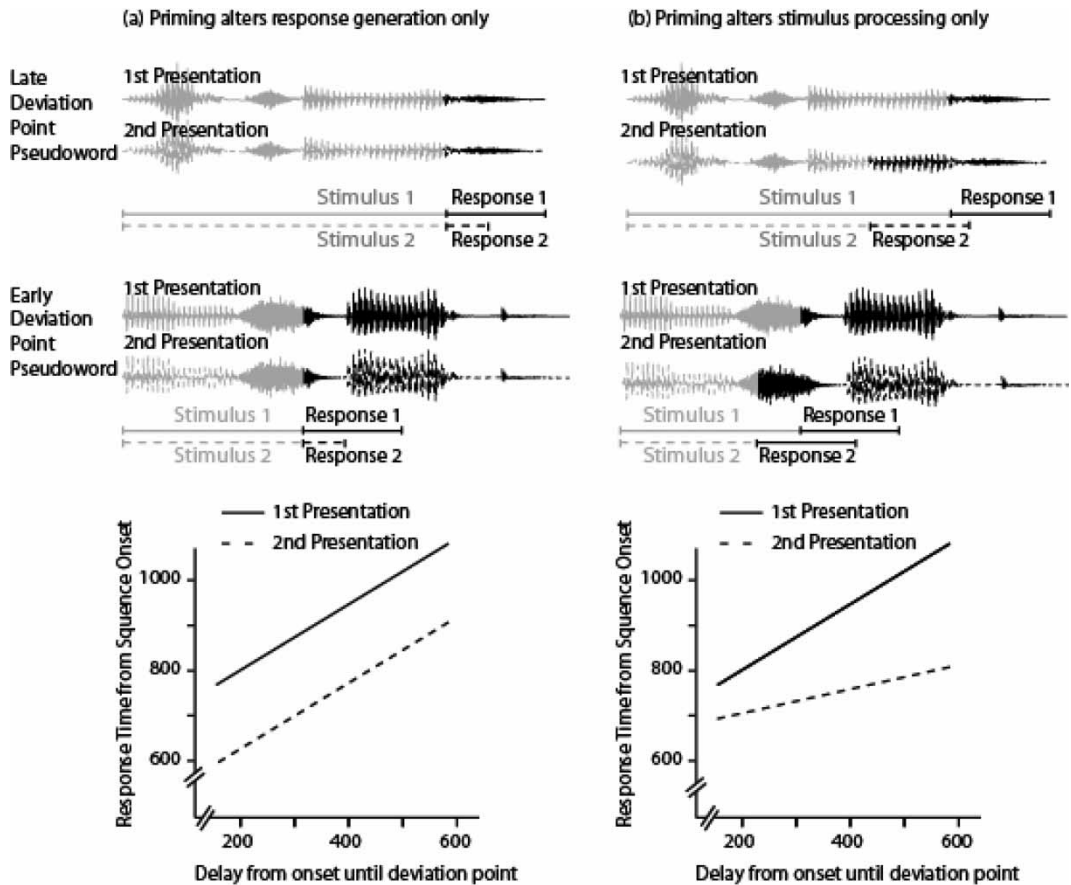 (a) Priming alters response generation only
(b) Priming alters stimulus processing only
Late
Deviation
Point
Pseudoword
1st Presentation
2nd Presentation
Stimulus 1
Response 1
Stimulus 2
Response 2
1st Presentation
2nd Presentation
Stimulus 1
Response 1
Stimulus 2
Response 2
Early
Deviation
Point
Pseudoword
1st Presentation
2nd Presentation
Stimulus 1
Response 1
Stimulus 2
Response 2
1st Presentation
2nd Presentation
Stimulus 1
Response 1
Stimulus 2
Response 2
Response Time from Squence Onset
1st Presentation
2nd Presentation
1000
800
600
200
400
600
Delay from onset until deviation point
Response Time from Squence Onset
1st Presentation
2nd Presentation
1000
800
600
200
400
600
Delay from onset until deviation point